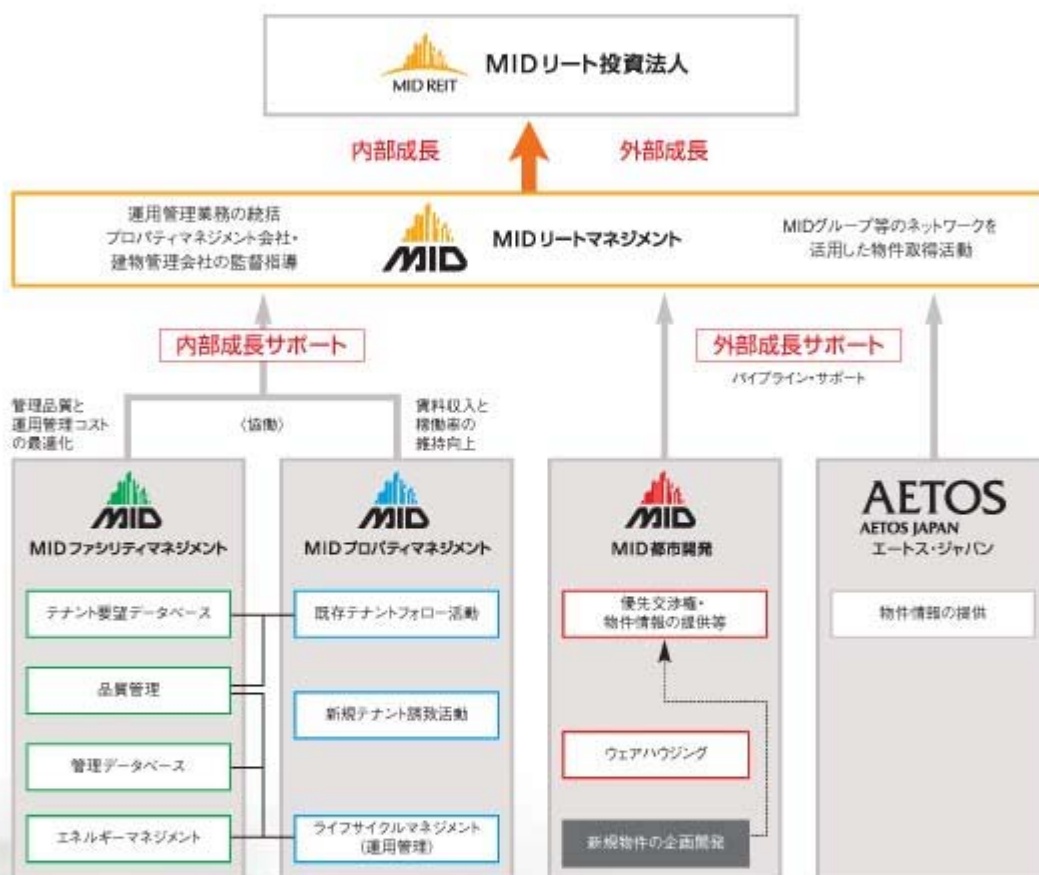 MID REIT
MIDリート投資法人
内部成長
外部成長
運用管理業務の統括
プロパティマネジメント会社・
建物管理会社の監督指導
MID
MIDリートマネジメント
MIDグループ等のネットワークを
活用した物件取得活動
内部成長サポート
外部成長サポート
パイプライン・サポート
管理品質と
運用管理コスト
の最適化
〈協働〉
賃料収入と
稼働率の
維持向上
MID
MIDファシリティマネジメント
テナント要望データベース
品質管理
管理データベース
エネルギーマネジメント
MID
MIDプロパティマネジメント
既存テナントフォロー活動
新規テナント誘致活動
ライフサイクルマネジメント
(運用管理)
MID
MID都市開発
優先交渉権・
物件情報の提供等
ウェアハウジング
新規物件の企画開発
AETOS
AETOS JAPAN
エートス・ジャパン
物件情報の提供